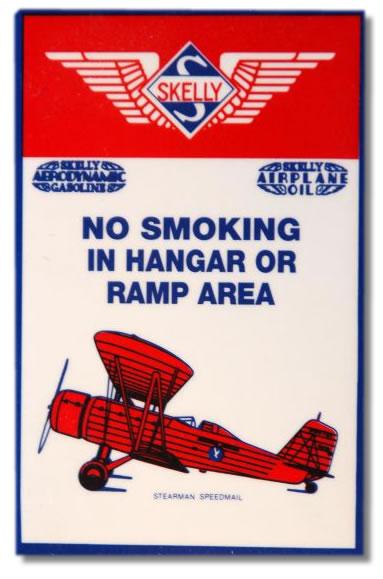 S
SKELLY
SKELLY
AERODYNAMIC
GASOLINE
SKELLY
AIRPLANE
OIL
NO SMOKING
IN HANGAR OR
RAMP AREA
STEARMAN SPEEDMAIL